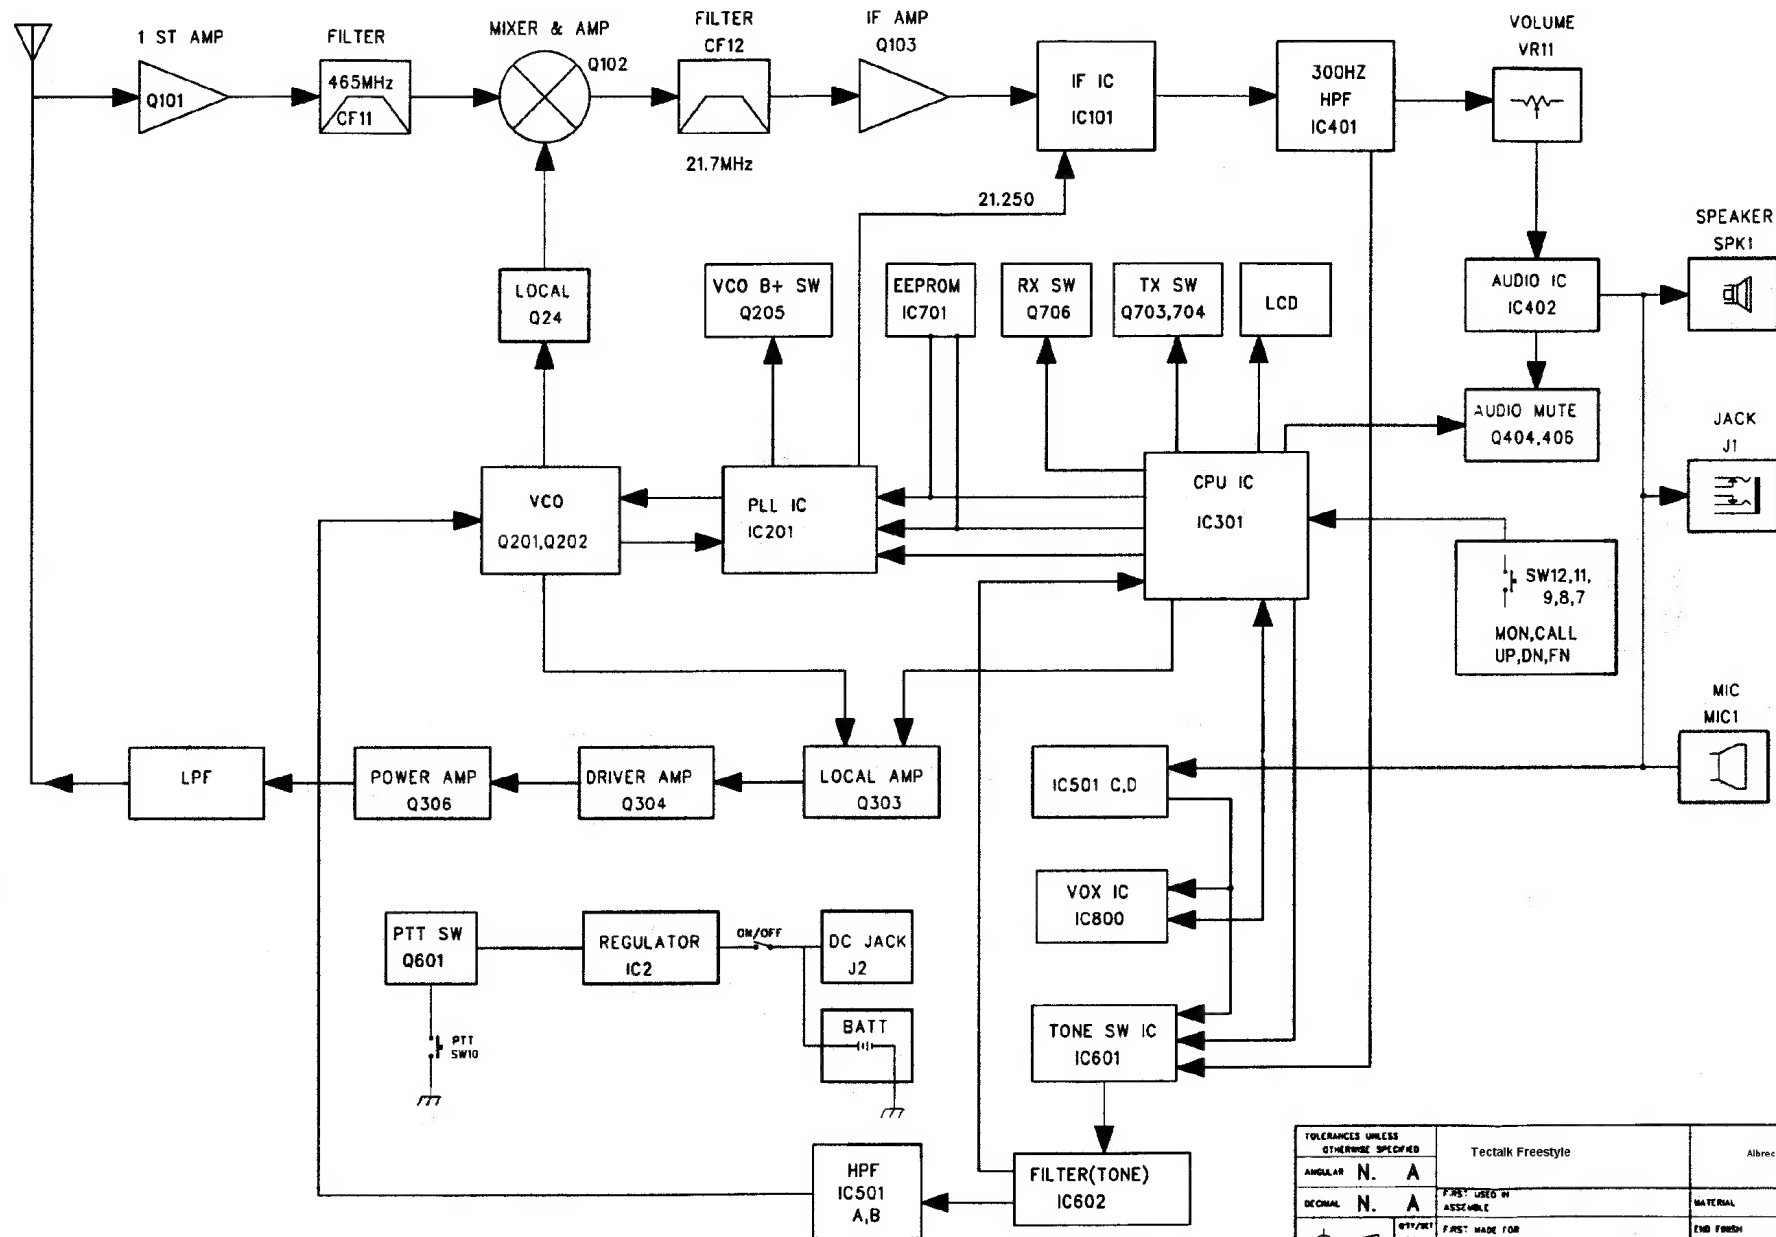 1 ST AMP
Q101
FILTER
465MHz
CF11
MIXER & AMP
Q102
FILTER
CF12
21.7MHz
IF AMP
Q103
IF IC
IC101
300HZ
HPF
IC401
VOLUME
VR11
21.250
LOCAL
Q24
VCO B+ SW
Q205
EEPROM
IC701
RX SW
Q706
TX SW
Q703,704
LCD
AUDIO IC
IC402
SPEAKER
SPK1
AUDIO MUTE
Q404,406
JACK
J1
VCO
Q201,Q202
PLL IC
IC201
CPU IC
IC301
SW12,11,
9,8,7
MON,CALL
UP,DN,FN
MIC
MIC1
LPF
POWER AMP
Q306
DRIVER AMP
Q304
LOCAL AMP
Q303
IC501 C,D
VOX IC
IC800
PTT SW
Q601
REGULATOR
IC2
ON/OFF
DC JACK
J2
BATT
PTT
SW10
TONE SW IC
IC601
HPF
IC501
A,B
FILTER(TONE)
IC602
TOLERANCES UNLESS
OTHERWISE SPECIFIED
Tectalk Freestyle
Albrec
ANGULAR N. A
DECIMAL N. A
FIRST USED IN
ASSEMBLE
MATERIAL
QTY/SET
FIRST MADE FOR
END FINISH